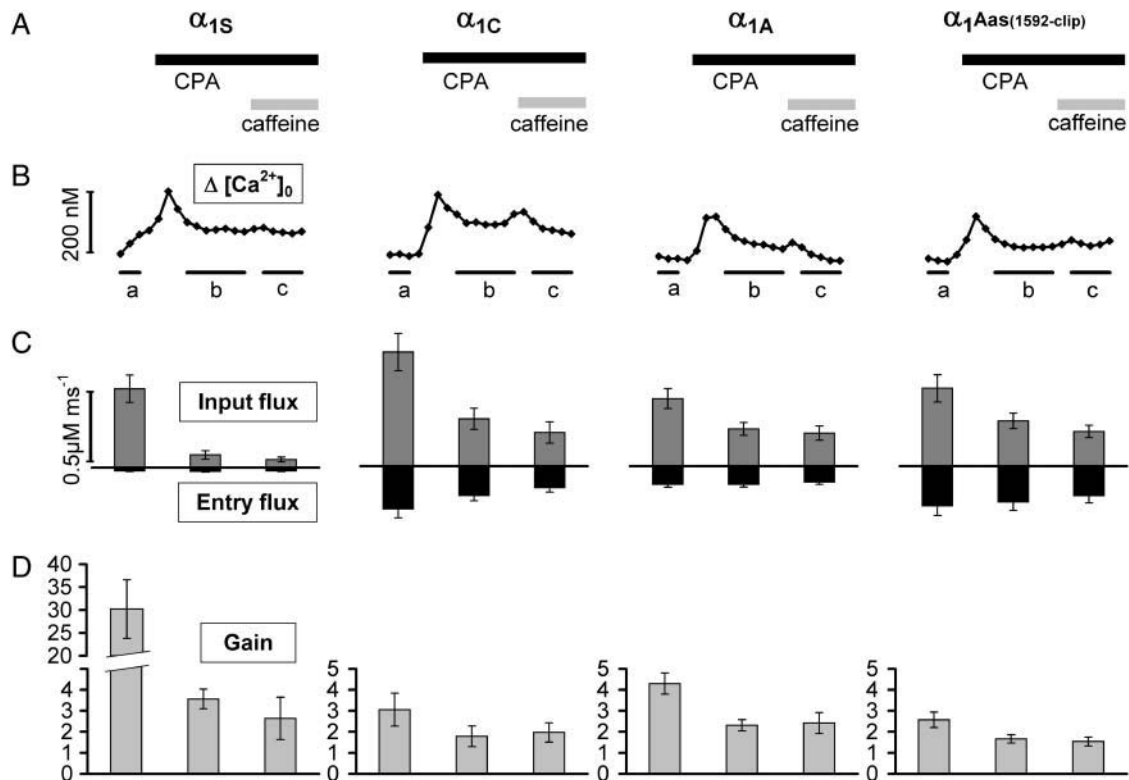 A α1S α1C α1A α1Aas(1592-clip)
CPA CPA CPA CPA
caffeine caffeine caffeine caffeine
B Δ [Ca2+]0
200 nM
a b c a b c a b c a b c
C
0.5µM ms-1
Input flux
Entry flux
D
40
35
30
25
20
Gain
5 5 5
4 4 4 4
3 3 3 3
2 2 2 2
1 1 1 1
0 0 0 0